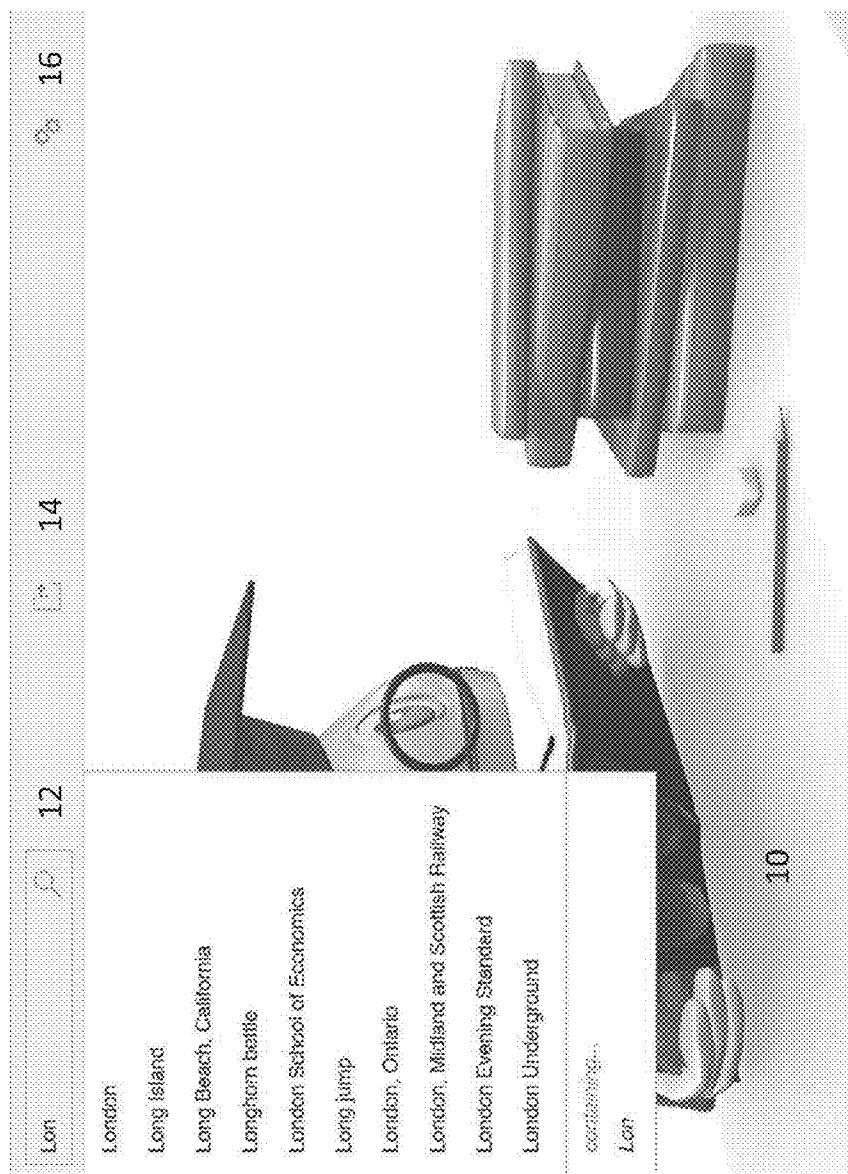 Lon
12
14
16
London
Long Island
Long Beach, California
Longhorn beetle
London School of Economics
Long jump
London, Ontario
London, Midland and Scottish Railway
London Evening Standard
London Underground
containing...
Lon
10